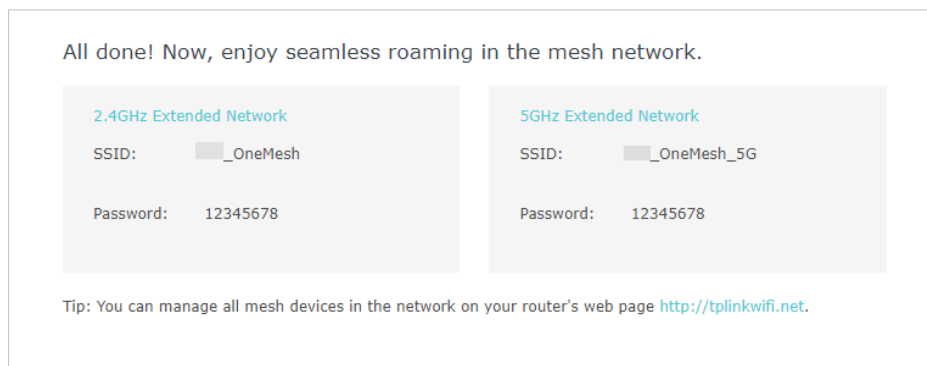 All done! Now, enjoy seamless roaming in the mesh network.
2.4GHz Extended Network
SSID: _OneMesh
Password: 12345678
5GHz Extended Network
SSID: _OneMesh_5G
Password: 12345678
Tip: You can manage all mesh devices in the network on your router's web page http://tplinkwifi.net.